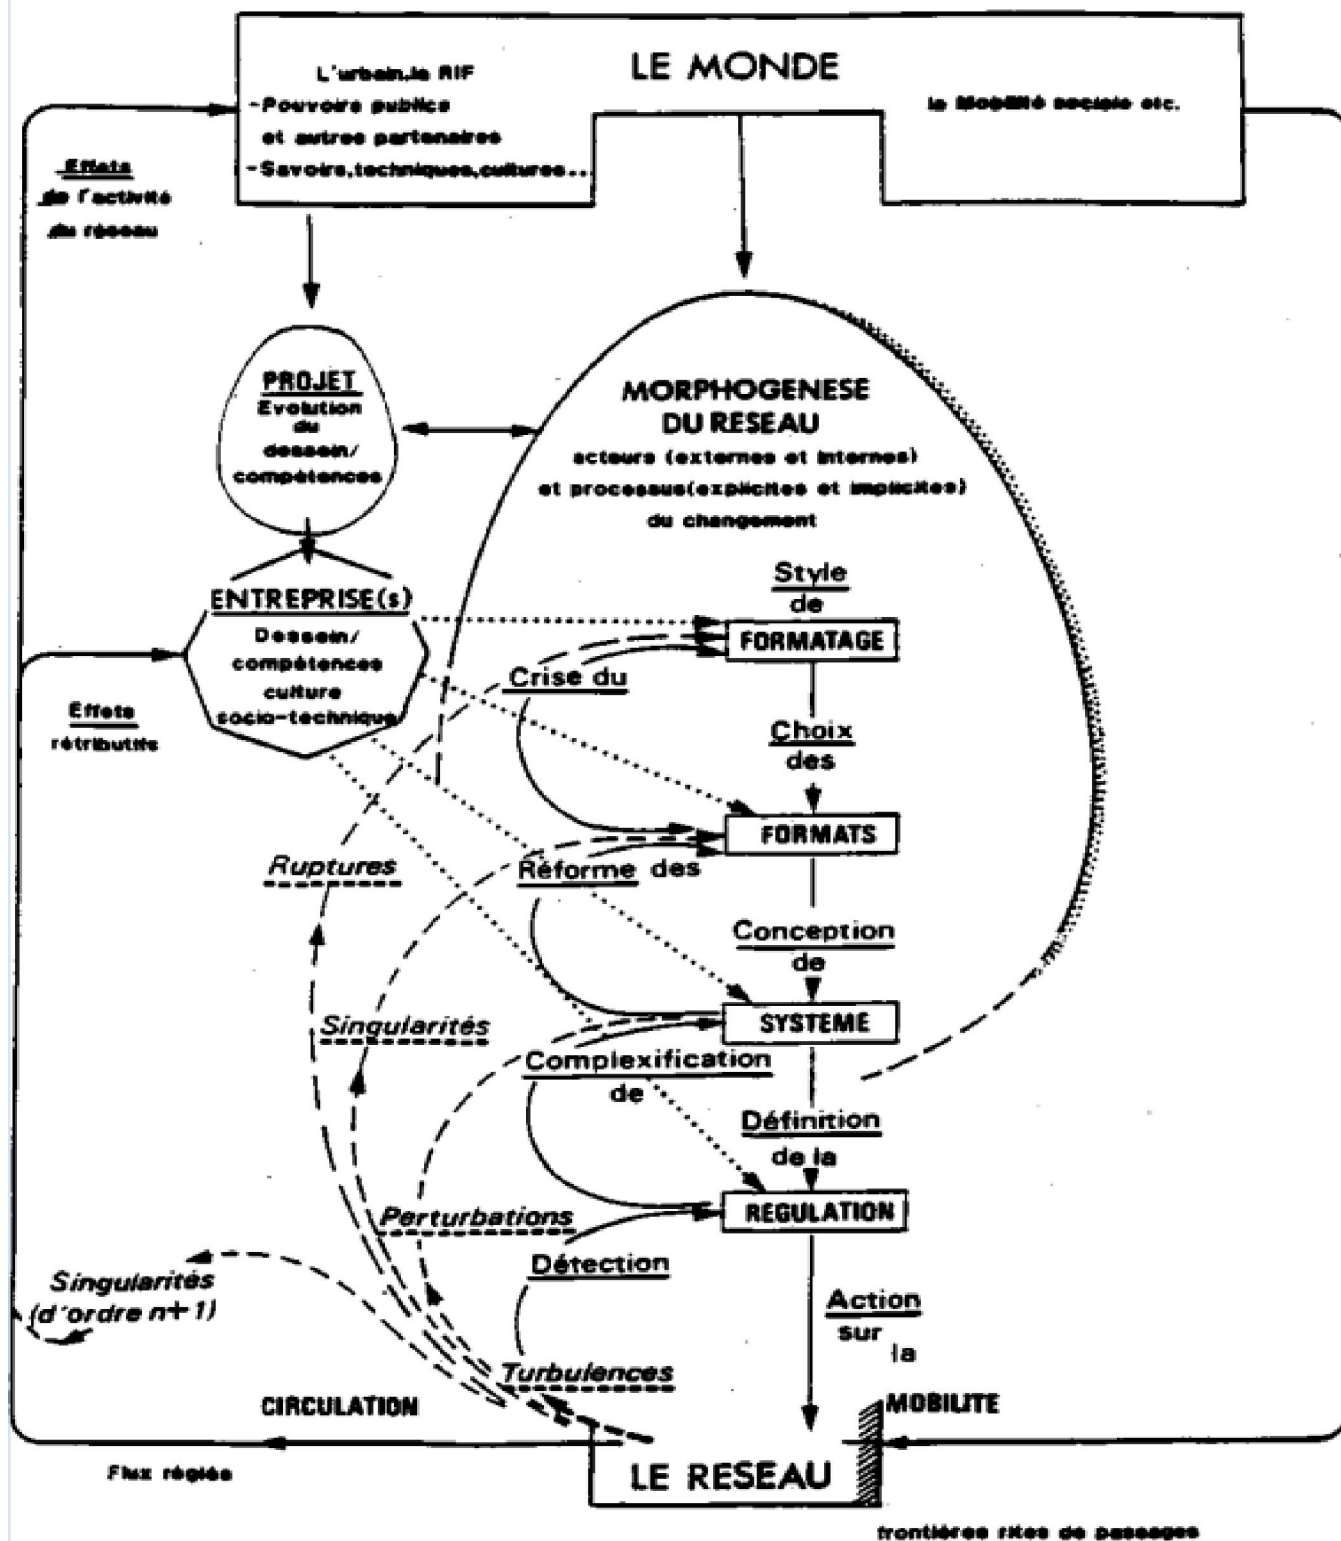 LE MONDE
L'urbain, la RIF
-Pouvoirs publics
et autres partenaires
-Savoirs,techniques,cultures...
la Mobilité sociale etc.
Effets
de l'activité
du réseau
PROJET
Evolution
du
dessein/
compétences
MORPHOGENESE
DU RESEAU
acteurs (externes et internes)
et processus(explicites et implicites)
du changement
ENTREPRISE(s)
Dessein/
compétences
culture
socio-technique
Effets
rétributifs
Style
de
FORMATAGE
Crise du
Choix
des
FORMATS
Ruptures
Réforme des
Conception
de
SYSTEME
Singularités
Complexification
de
Définition
de la
REGULATION
Perturbations
Détection
Singularités
(d'ordre n+1)
Action
sur
la
Turbulences
CIRCULATION
MOBILITE
Flux réglés
LE RESEAU
frontières rites de passages